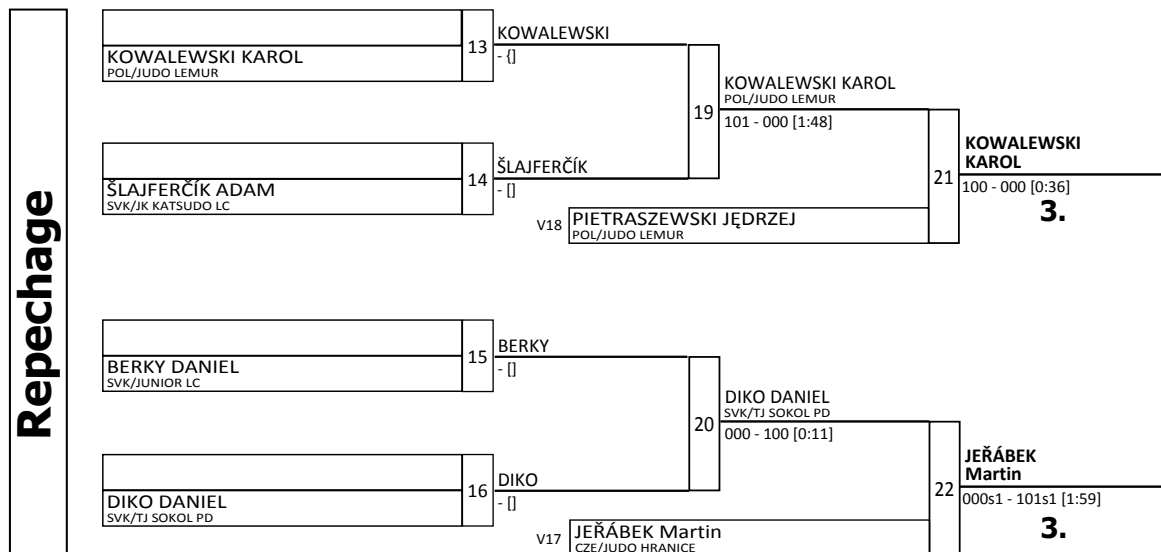 Repechage
13
KOWALEWSKI KAROL
POL/JUDO LEMUR
KOWALEWSKI
- {]
14
ŠLAJFERČÍK ADAM
SVK/JK KATSUDO LC
ŠLAJFERČÍK
- []
19
KOWALEWSKI KAROL
POL/JUDO LEMUR
101 - 000 [1:48]
V18
PIETRASZEWSKI JĘDRZEJ
POL/JUDO LEMUR
21
KOWALEWSKI
KAROL
100 - 000 [0:36]
3.
15
BERKY DANIEL
SVK/JUNIOR LC
BERKY
- []
16
DIKO DANIEL
SVK/TJ SOKOL PD
DIKO
- []
20
DIKO DANIEL
SVK/TJ SOKOL PD
000 - 100 [0:11]
V17
JEŘÁBEK Martin
CZE/JUDO HRANICE
22
JEŘÁBEK
Martin
000s1 - 101s1 [1:59]
3.